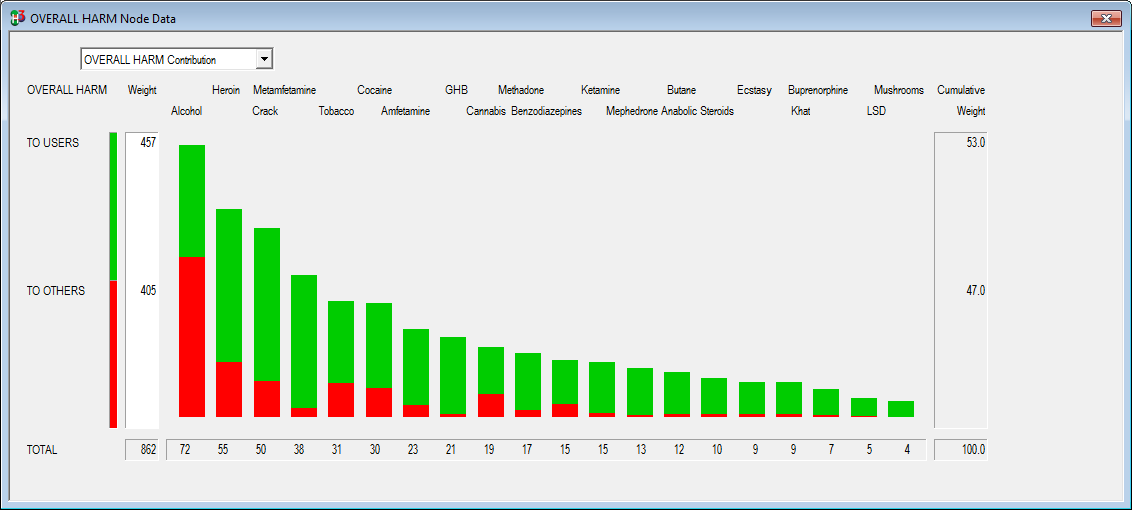 OVERALL HARM Node Data
OVERALL HARM Contribution
OVERALL HARM Weight Heroin Metamfetamine Cocaine GHB Methadone Ketamine Butane Ecstasy Buprenorphine Mushrooms Cumulative
Alcohol Crack Tobacco Amfetamine Cannabis Benzodiazepines Mephedrone Anabolic Steroids Khat LSD Weight
TO USERS 457 53.0
TO OTHERS 405 47.0
TOTAL 862 72 55 50 38 31 30 23 21 19 17 15 15 13 12 10 9 9 7 5 4 100.0